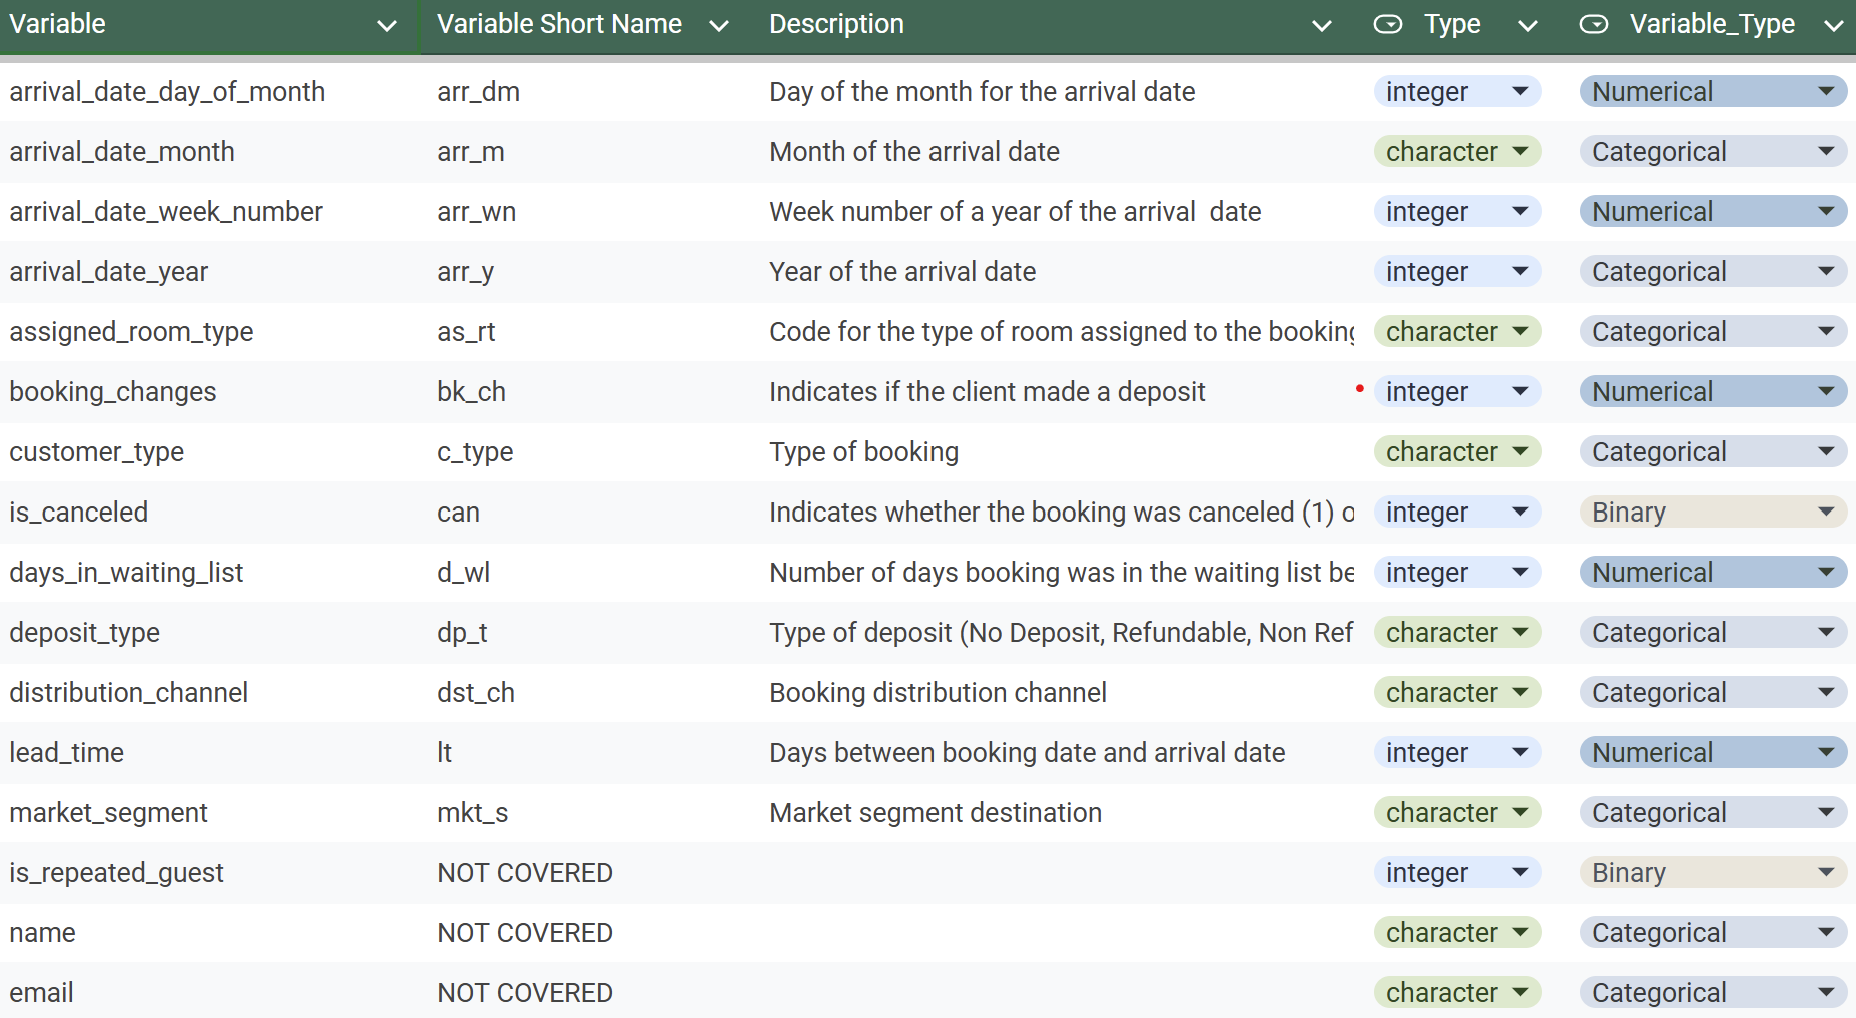 Variable Variable Short Name Description Type Variable_Type
arrival_date_day_of_month arr_dm Day of the month for the arrival date integer Numerical
arrival_date_month arr_m Month of the arrival date character Categorical
arrival_date_week_number arr_wn Week number of a year of the arrival  date integer Numerical
arrival_date_year arr_y Year of the arrival date integer Categorical
assigned_room_type as_rt Code for the type of room assigned to the booking character Categorical
booking_changes bk_ch Indicates if the client made a deposit integer Numerical
customer_type c_type Type of booking character Categorical
is_canceled can Indicates whether the booking was canceled (1) o integer Binary
days_in_waiting_list d_wl Number of days booking was in the waiting list be integer Numerical
deposit_type dp_t Type of deposit (No Deposit, Refundable, Non Ref character Categorical
distribution_channel dst_ch Booking distribution channel character Categorical
lead_time lt Days between booking date and arrival date integer Numerical
market_segment mkt_s Market segment destination character Categorical
is_repeated_guest NOT COVERED integer Binary
name NOT COVERED character Categorical
email NOT COVERED character Categorical